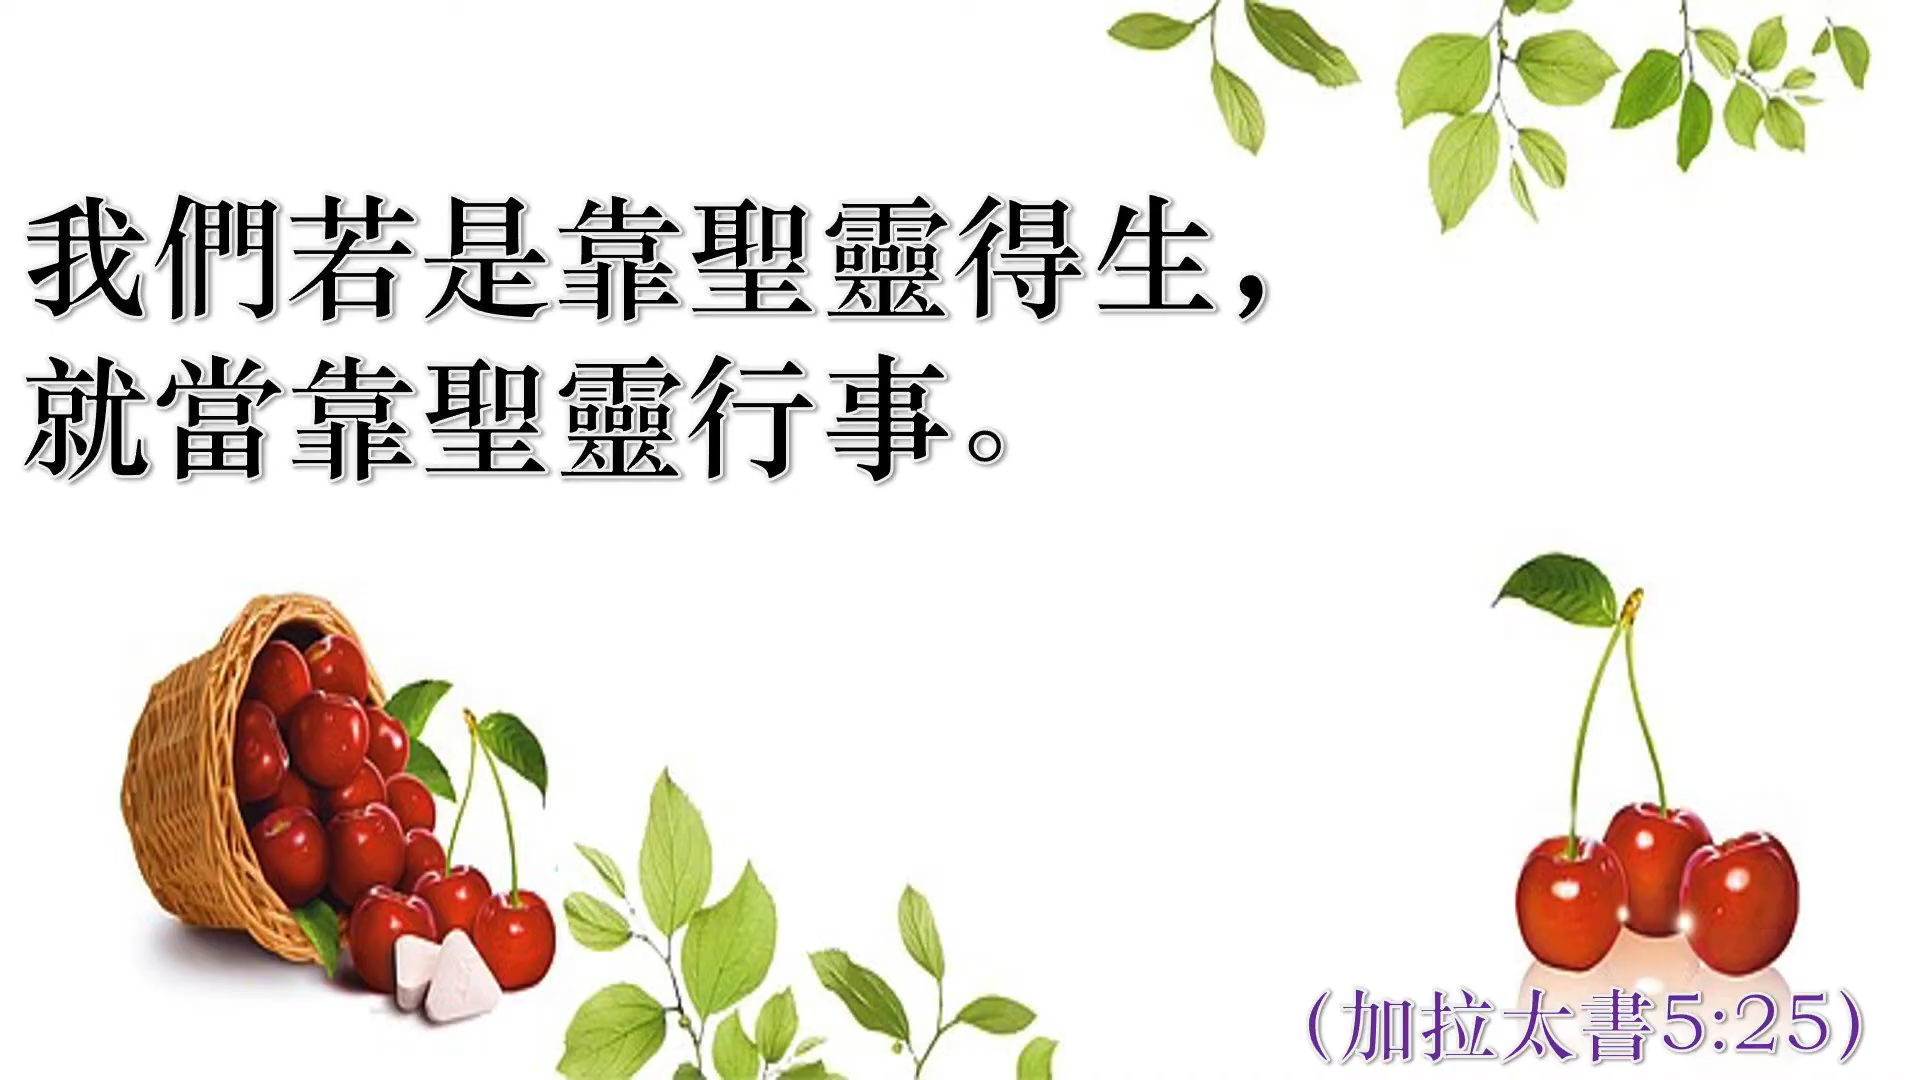 我們若是靠聖靈得生，
就當靠聖靈行事。
（加拉太書5:25）